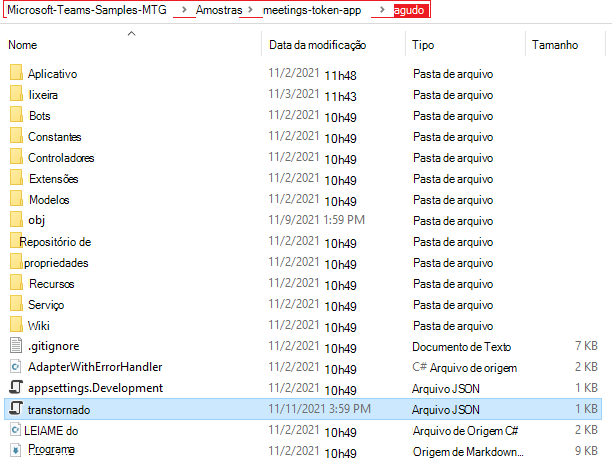 Microsoft-Teams-Samples-MTG > Amostras > meetings-token-app > agudo
Nome Data da modificação Tipo Tamanho
Aplicativo 11/2/2021 11h48 Pasta de arquivo
lixeira 11/3/2021 11h43 Pasta de arquivo
Bots 11/2/2021 10h49 Pasta de arquivo
Constantes 11/2/2021 10h49 Pasta de arquivo
Controladores 11/2/2021 10h49 Pasta de arquivo
Extensões 11/2/2021 10h49 Pasta de arquivo
Modelos 11/2/2021 10h49 Pasta de arquivo
obj 11/9/2021 1:59 PM Pasta de arquivo
Repositório de 11/2/2021 10h49 Pasta de arquivo
propriedades 11/2/2021 10h49 Pasta de arquivo
Recursos 11/2/2021 10h49 Pasta de arquivo
Serviço 11/2/2021 10h49 Pasta de arquivo
Wiki 11/2/2021 10h49 Pasta de arquivo
.gitignore 11/2/2021 10h49 Documento de Texto 7 KB
AdapterWithErrorHandler 11/2/2021 10h49 C# Arquivo de origem 2 KB
appsettings.Development 11/2/2021 10h49 Arquivo JSON 1 KB
transtornado 11/11/2021 3:59 PM Arquivo JSON 1 KB
LEIAME do 11/2/2021 10h49 Arquivo de Origem C# 2 KB
Programa 11/2/2021 10h49 Origem de Markdown... 9 KB